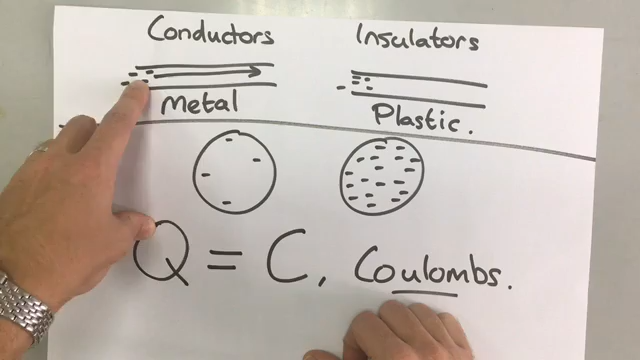 Conductors Insulators
Metal Plastic.
Q = C, Coulombs.